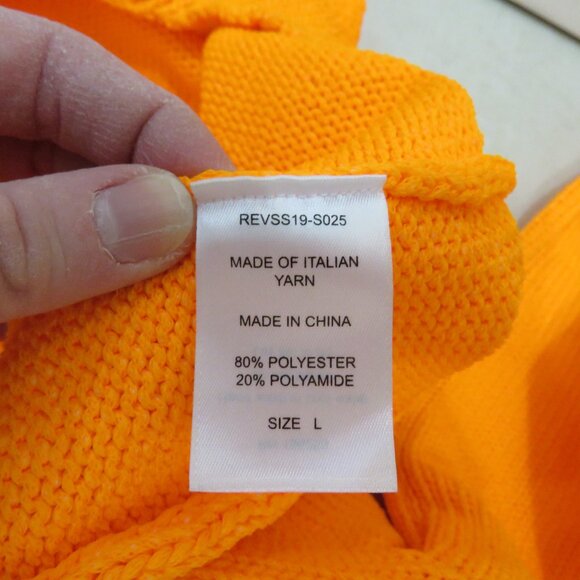 REVSS19-S025
MADE OF ITALIAN
YARN
MADE IN CHINA
80% POLYESTER
20% POLYAMIDE
SIZE L